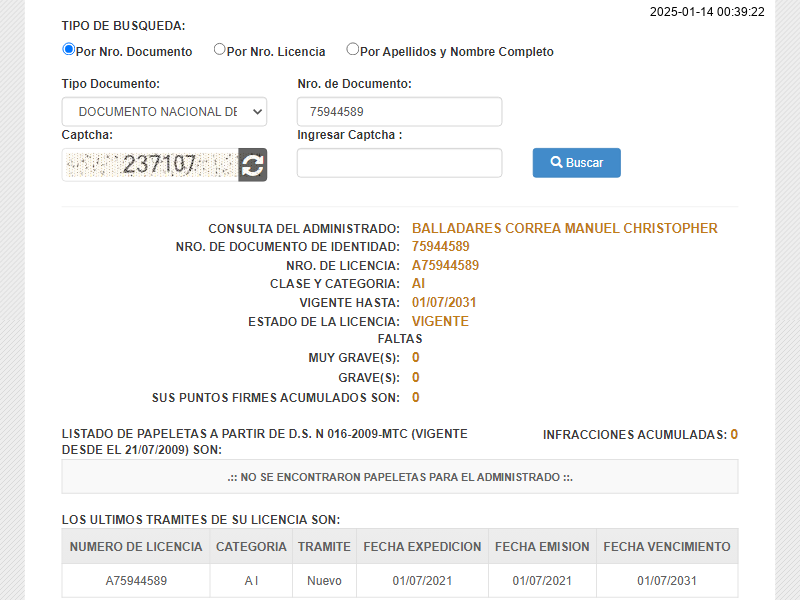 2025-01-14 00:39:22
TIPO DE BUSQUEDA:
Por Nro. Documento Por Nro. Licencia Por Apellidos y Nombre Completo
Tipo Documento: Nro. de Documento:
DOCUMENTO NACIONAL DE 75944589
Captcha: Ingresar Captcha :
237107 Buscar
CONSULTA DEL ADMINISTRADO: BALLADARES CORREA MANUEL CHRISTOPHER
NRO. DE DOCUMENTO DE IDENTIDAD: 75944589
NRO. DE LICENCIA: A75944589
CLASE Y CATEGORIA: AI
VIGENTE HASTA: 01/07/2031
ESTADO DE LA LICENCIA: VIGENTE
FALTAS
MUY GRAVE(S): 0
GRAVE(S): 0
SUS PUNTOS FIRMES ACUMULADOS SON: 0
LISTADO DE PAPELETAS A PARTIR DE D.S. N 016-2009-MTC (VIGENTE INFRACCIONES ACUMULADAS: 0
DESDE EL 21/07/2009) SON:
.:: NO SE ENCONTRARON PAPELETAS PARA EL ADMINISTRADO ::.
LOS ULTIMOS TRAMITES DE SU LICENCIA SON:
NUMERO DE LICENCIA CATEGORIA TRAMITE FECHA EXPEDICION FECHA EMISION FECHA VENCIMIENTO
A75944589 A I Nuevo 01/07/2021 01/07/2021 01/07/2031